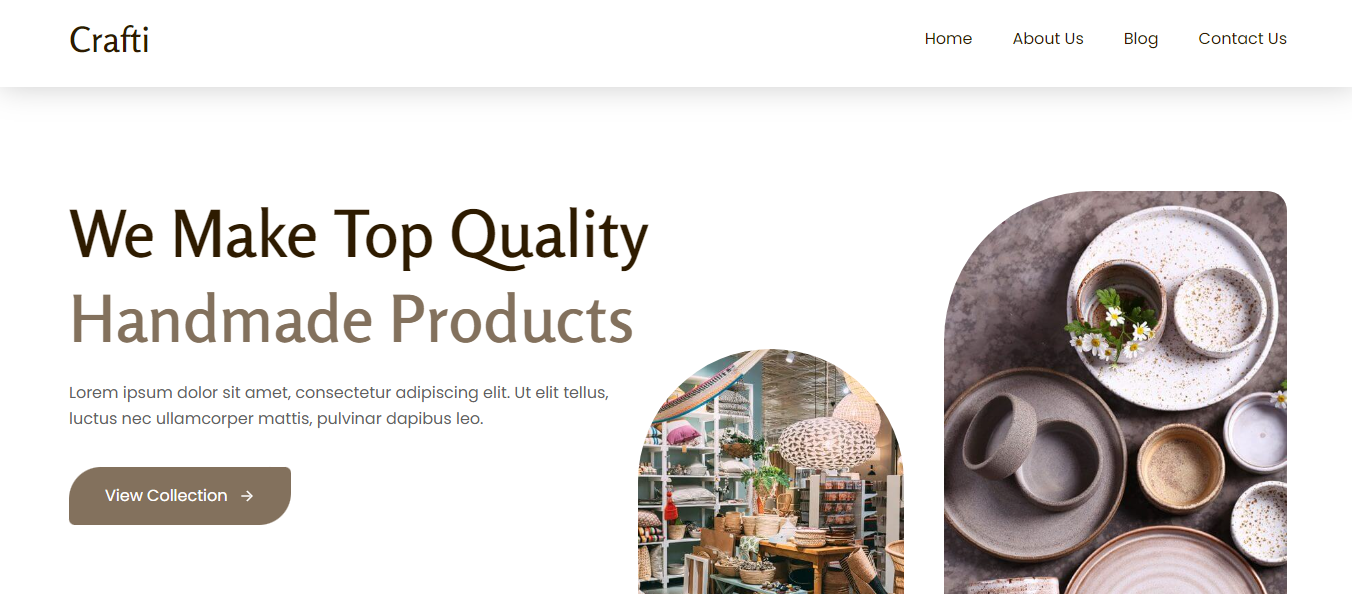 Crafti
Home About Us Blog Contact Us
We Make Top Quality
Handmade Products
Lorem ipsum dolor sit amet, consectetur adipiscing elit. Ut elit tellus,
luctus nec ullamcorper mattis, pulvinar dapibus leo.
View Collection →